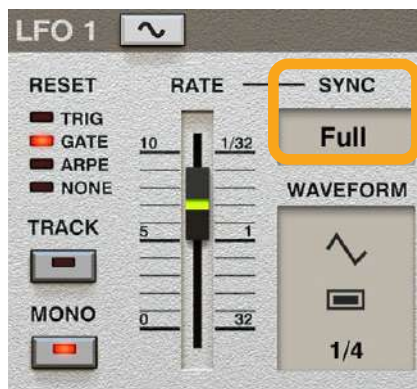 LFO 1
RESET
RATE
SYNC
TRIG
GATE
ARPE
NONE
10
1/32
Full
WAVEFORM
TRACK
5
1
MONO
0
32
1/4